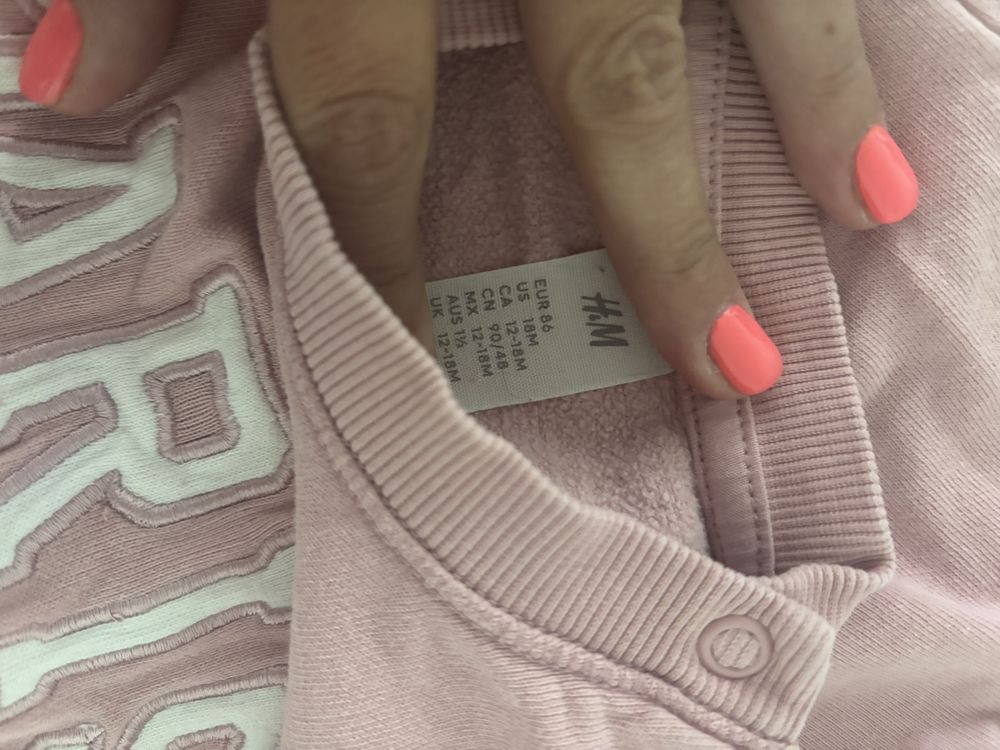 ARIS
H&M
EUR 86
US 18M
CA 12-18M
CN 90/48
MX 12-18M
AUS 1½
UK 12-18M